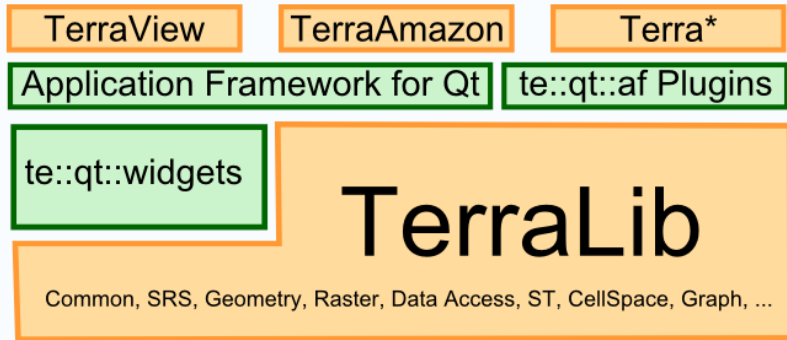 TerraView
TerraAmazon
Terra*
Application Framework for Qt
te::qt::af Plugins
te::qt::widgets
TerraLib
Common, SRS, Geometry, Raster, Data Access, ST, CellSpace, Graph, ...